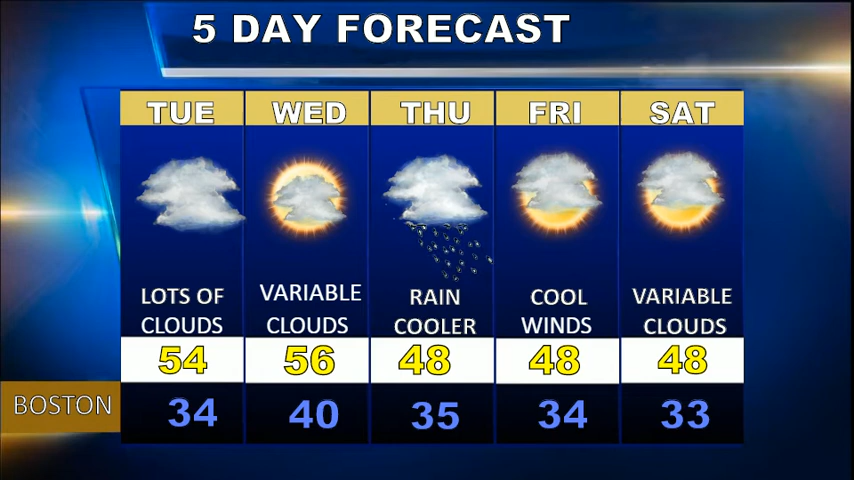 5 DAY FORECAST
TUE WED THU FRI SAT
LOTS OF CLOUDS
VARIABLE CLOUDS
RAIN COOLER
COOL WINDS
VARIABLE CLOUDS
54 56 48 48 48
BOSTON
34 40 35 34 33